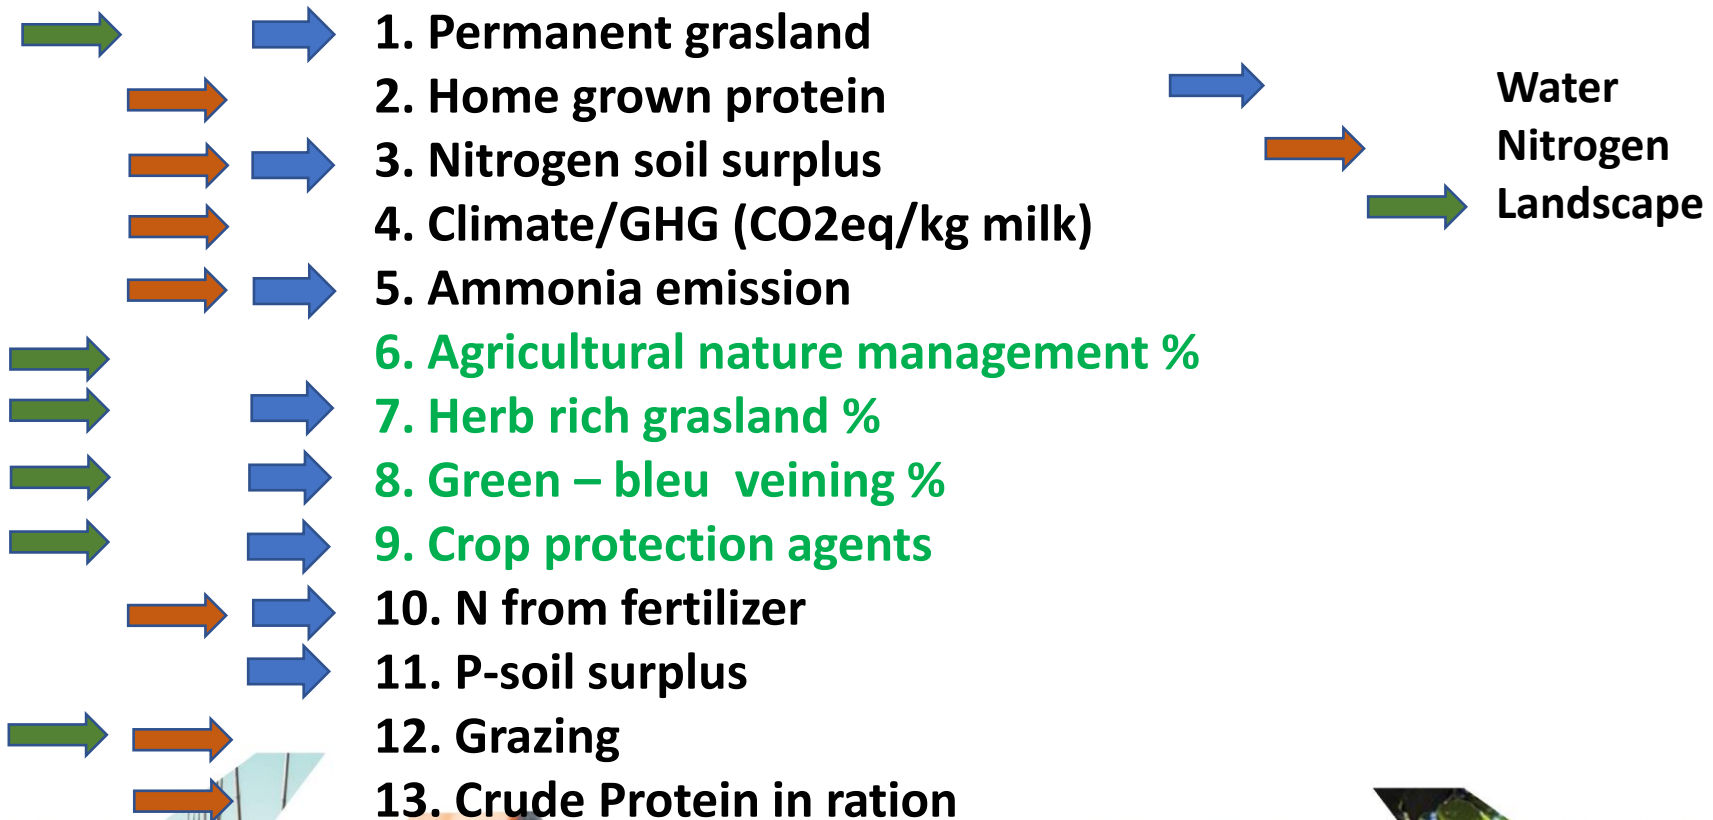 1. Permanent grasland
2. Home grown protein
3. Nitrogen soil surplus
4. Climate/GHG (CO2eq/kg milk)
5. Ammonia emission
6. Agricultural nature management %
7. Herb rich grasland %
8. Green – bleu veining %
9. Crop protection agents
10. N from fertilizer
11. P-soil surplus
12. Grazing
13. Crude Protein in ration
Water
Nitrogen
Landscape